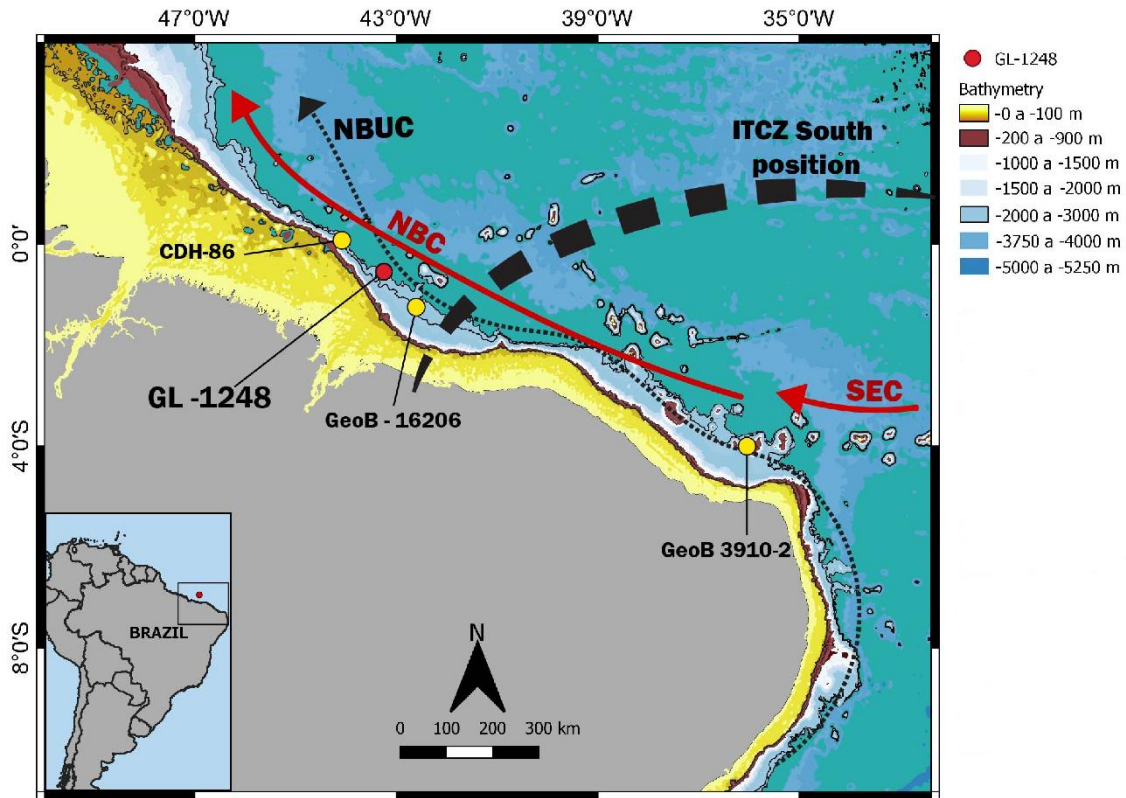 47°0'W
43°0'W
39°0'W
35°0'W
GL-1248
Bathymetry
-0 a -100 m
-200 a -900 m
-1000 a -1500 m
-1500 a -2000 m
-2000 a -3000 m
-3750 a -4000 m
-5000 a -5250 m
NBUC
ITCZ South
position
0°0'
CDH-86
NBC
GL -1248
SEC
GeoB - 16206
4°0'S
GeoB 3910-2
BRAZIL
8°0'S
N
0 100 200 300 km